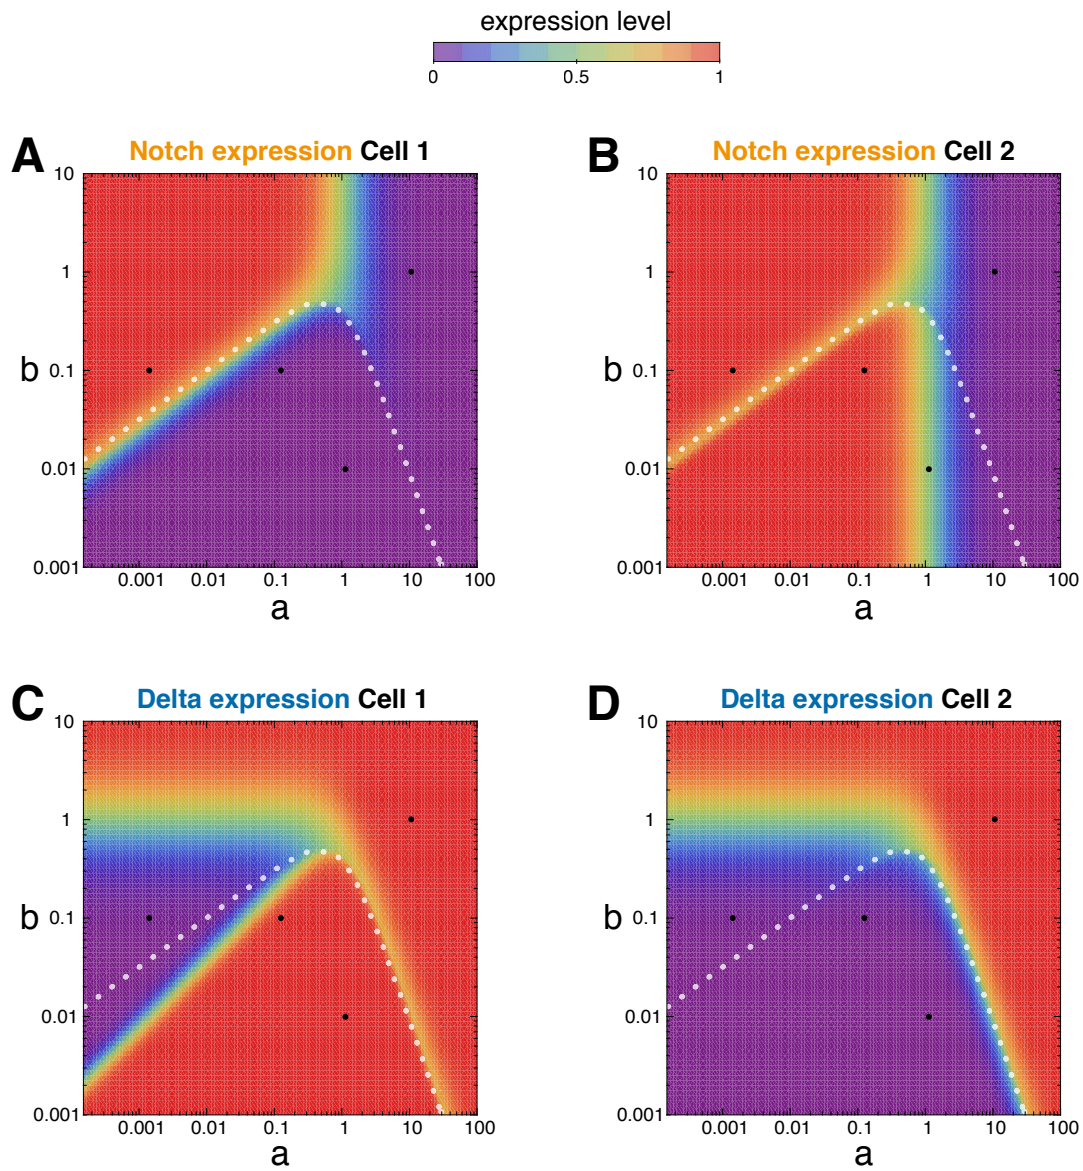 expression level
0 0.5 1
A Notch expression Cell 1
B Notch expression Cell 2
10 1 0.1 0.01 0.001
b
0.001 0.01 0.1 1 10 100
a
10 1 0.1 0.01 0.001
b
0.001 0.01 0.1 1 10 100
a
C Delta expression Cell 1
D Delta expression Cell 2
10 1 0.1 0.01 0.001
b
0.001 0.01 0.1 1 10 100
a
10 1 0.1 0.01 0.001
b
0.001 0.01 0.1 1 10 100
a